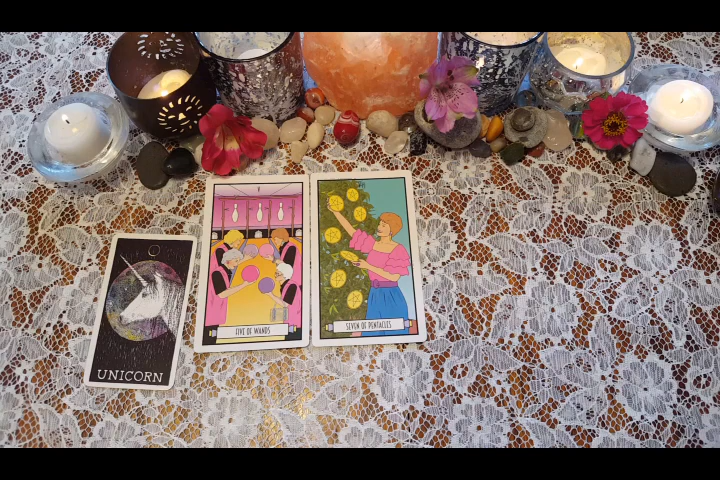 UNICORN
V
FIVE OF WANDS
SEVEN OF PENTACLES